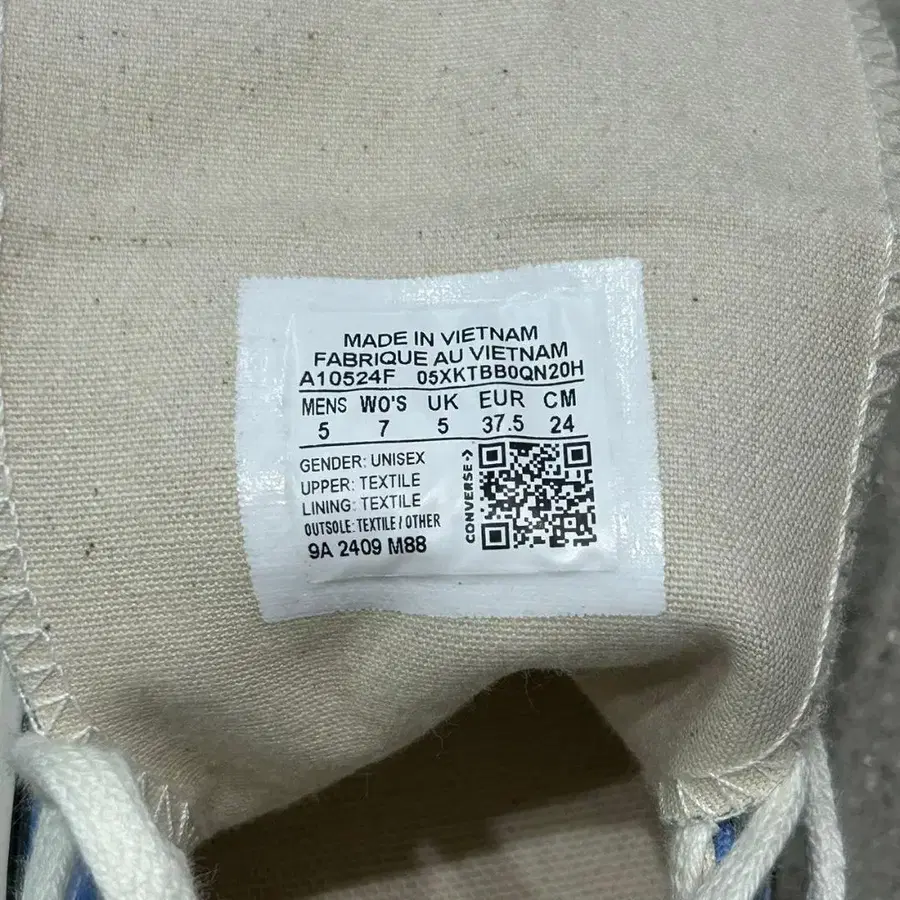 MADE IN VIETNAM
FABRIQUE AU VIETNAM
A10524F 05XKTBB0QN20H
MENS WO'S UK EUR CM
5 7 5 37.5 24
GENDER: UNISEX
UPPER: TEXTILE
LINING: TEXTILE
OUTSOLE: TEXTILE / OTHER
9A 2409 M88
CONVERSE